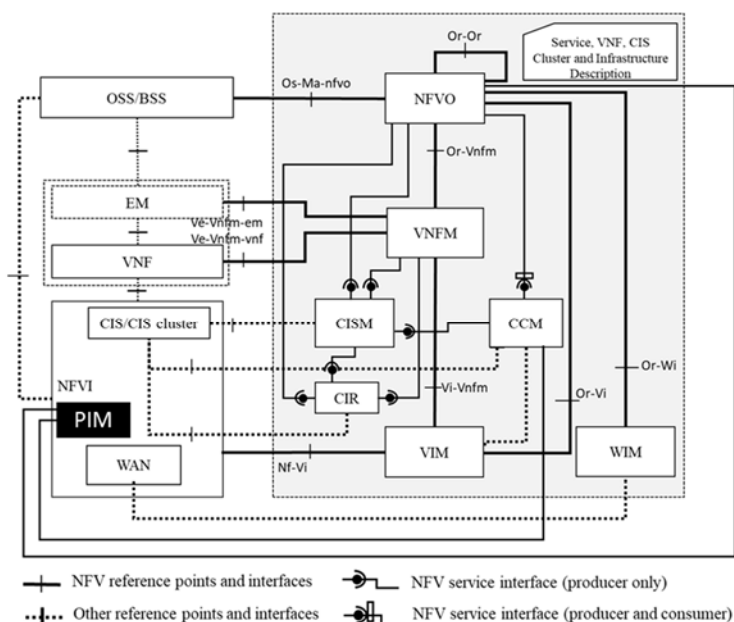 Or-Or
Service, VNF, CIS
Cluster and Infrastructure
Description
Os-Ma-nfvo
OSS/BSS
NFVO
Or-Vnfm
EM
Ve-Vnfm-em
VNFM
Ve-Vnfm-vnf
VNF
CIS/CIS cluster
CISM
CCM
NFVI
Or-Wi
CIR
Vi-Vnfm
Or-Vi
PIM
WAN
Nf-Vi
VIM
WIM
NFV reference points and interfaces
NFV service interface (producer only)
Other reference points and interfaces
NFV service interface (producer and consumer)